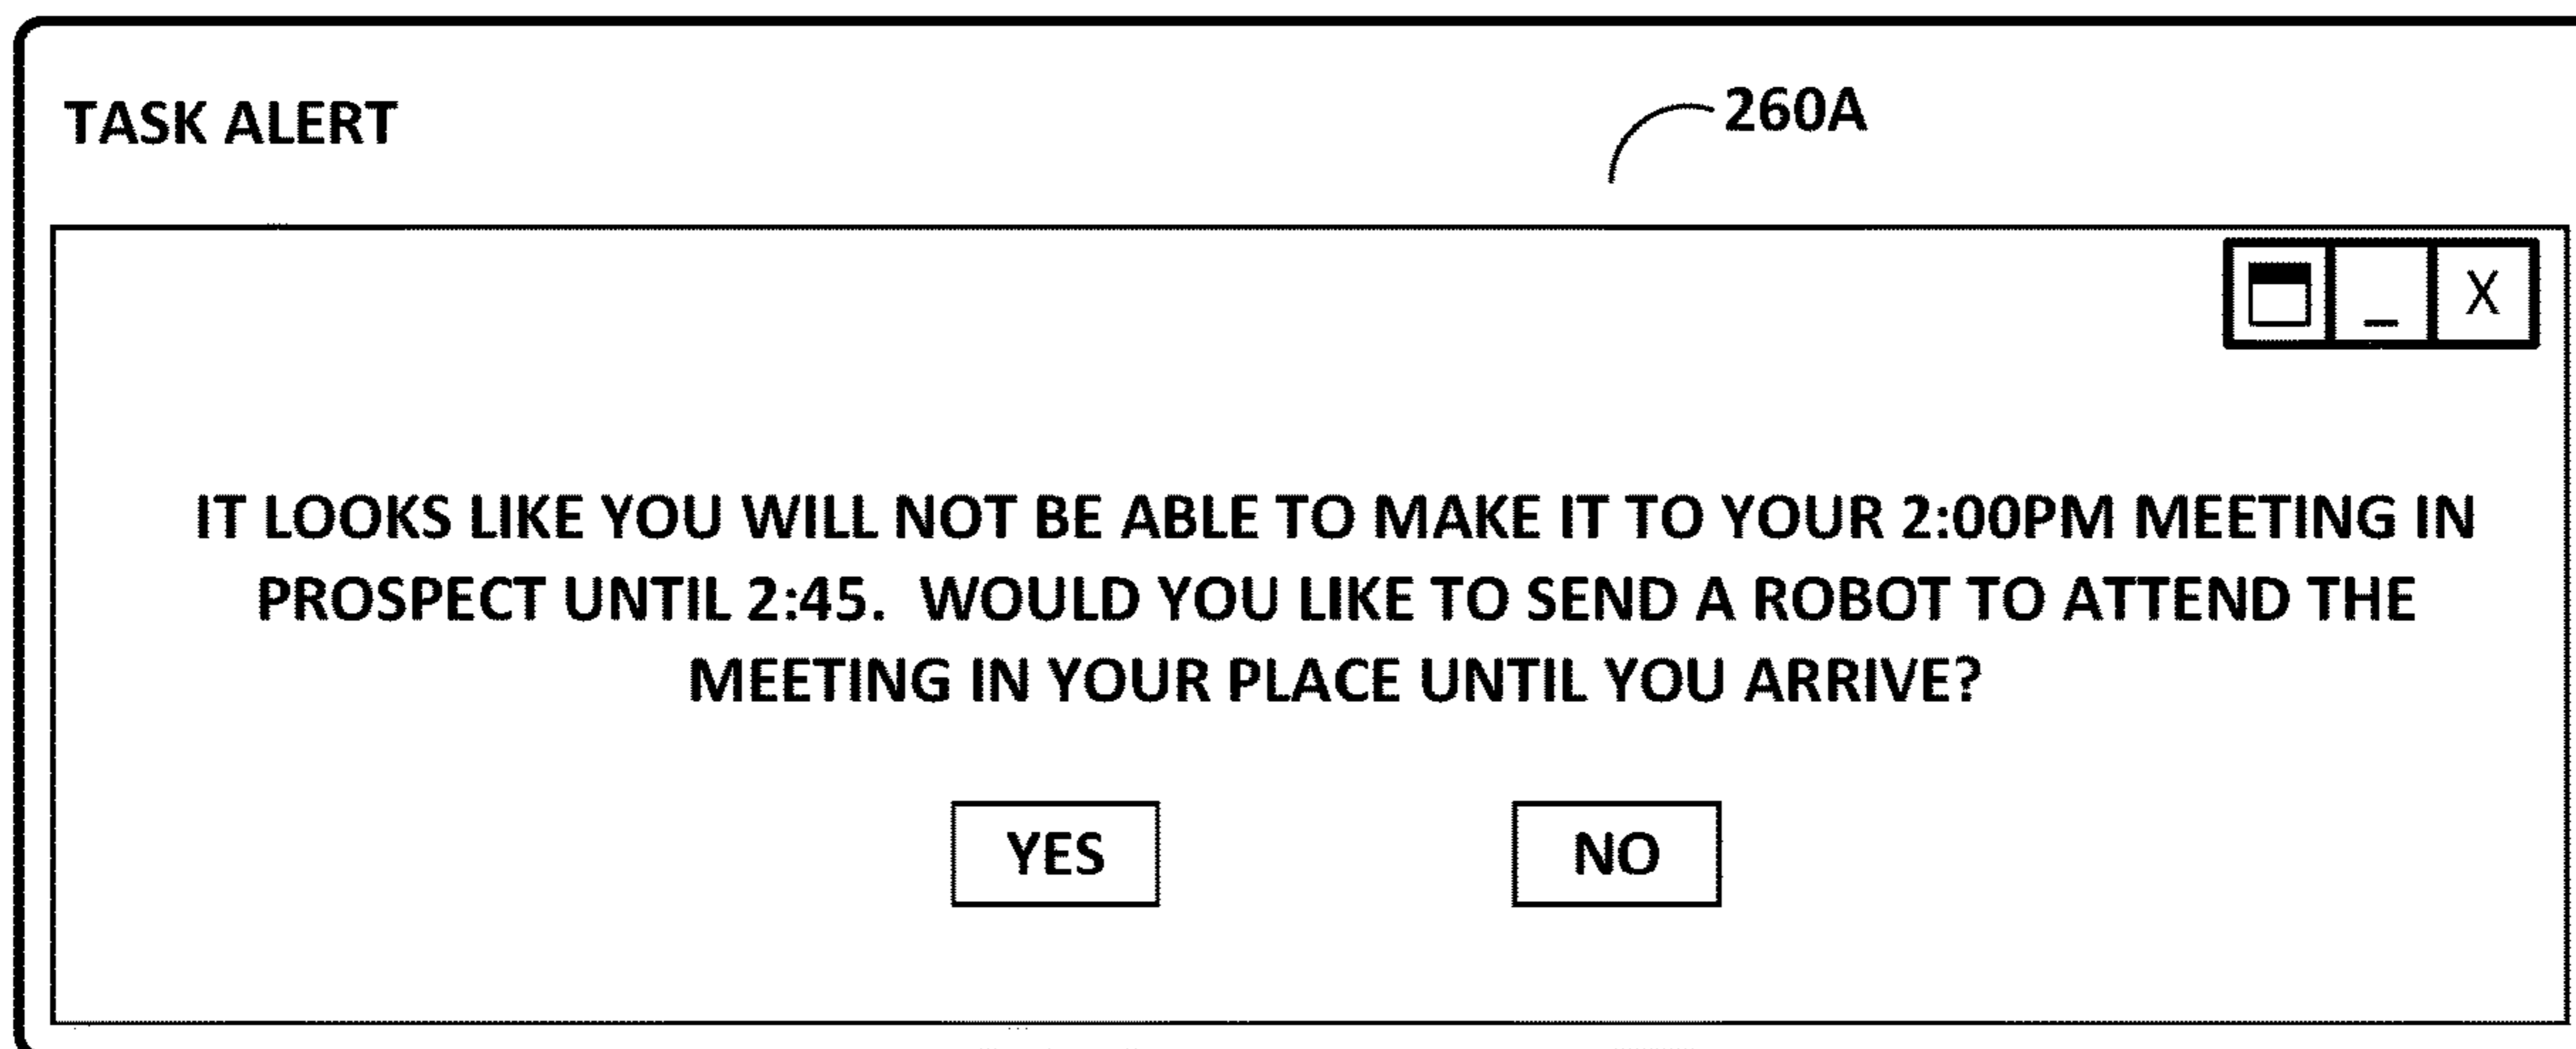 TASK ALERT
260A
_ X
IT LOOKS LIKE YOU WILL NOT BE ABLE TO MAKE IT TO YOUR 2:00PM MEETING IN
PROSPECT UNTIL 2:45. WOULD YOU LIKE TO SEND A ROBOT TO ATTEND THE
MEETING IN YOUR PLACE UNTIL YOU ARRIVE?
YES NO